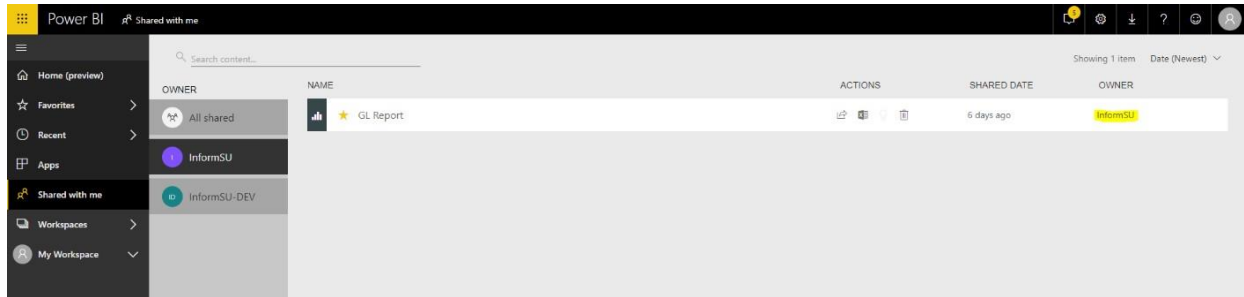 Power BI Shared with me 5
Search content... Showing 1 item Date (Newest)
Home (preview)
OWNER NAME ACTIONS SHARED DATE OWNER
Favorites
All shared GL Report 6 days ago InformSU
Recent
I InformSU
Apps
Shared with me ID InformSU-DEV
Workspaces
My Workspace